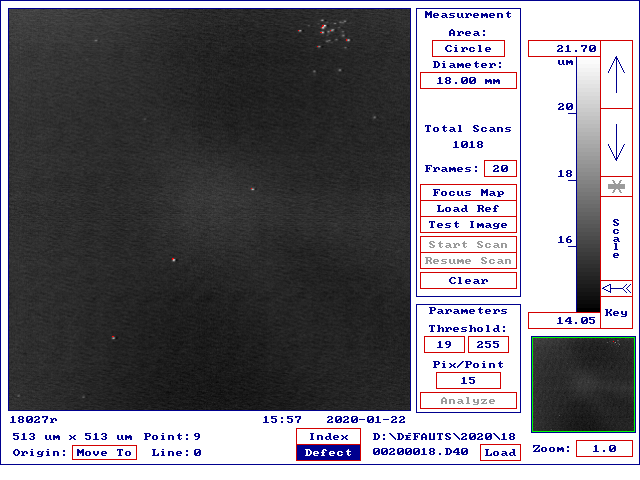 Measurement
Area:
Circle
Diameter:
18.00 mm
Total Scans
1018
Frames: 20
Focus Map
Load Ref
Test Image
Start Scan
Resume Scan
Clear
Parameters
Threshold:
19 255
Pix/Point
15
Analyze
21.70
um
20
18
16
14.05
Scale
Key
18027r 15:57 2020-01-22
513 um x 513 um Point: 9
Origin: Move To Line: 0
Index
Defect
D:\DéFAUTS\2020\18
00200018.D40 Load
Zoom: 1.0